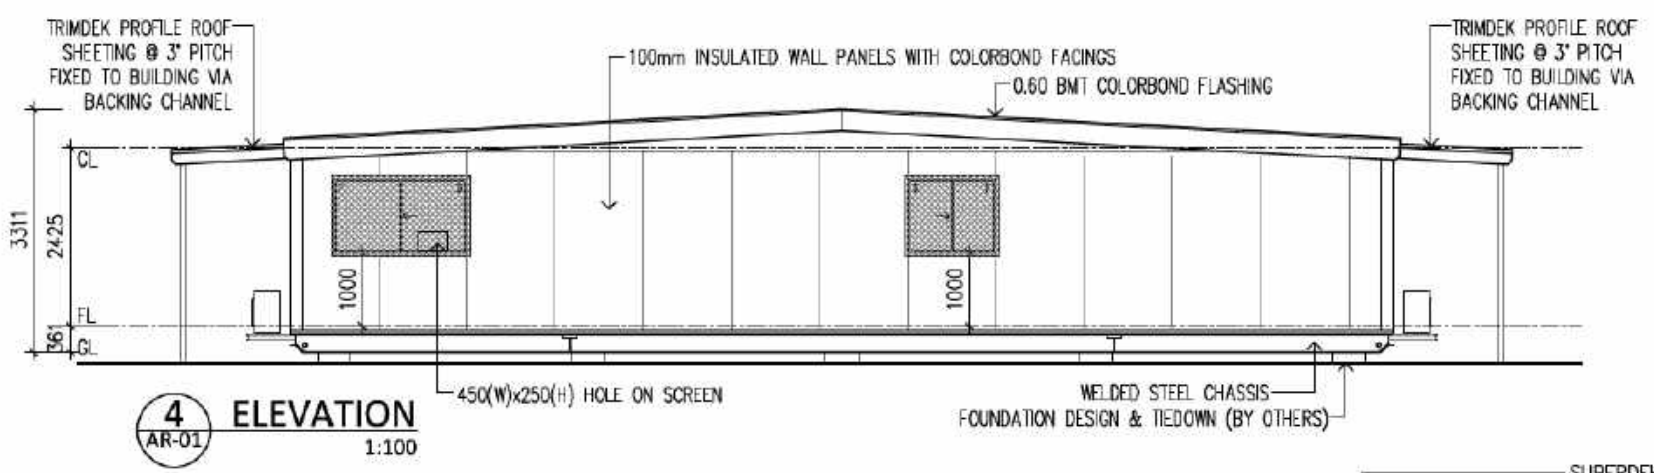 TRIMDEK PROFILE ROOF
SHEETING @ 3° PITCH
FIXED TO BUILDING VIA
BACKING CHANNEL
100mm INSULATED WALL PANELS WITH COLORBOND FACINGS
0.60 BMT COLORBOND FLASHING
TRIMDEK PROFILE ROOF
SHEETING @ 3° PITCH
FIXED TO BUILDING VIA
BACKING CHANNEL
CL
3311
2425
1000
1000
FL
361
GL
450(W)x250(H) HOLE ON SCREEN
WELDED STEEL CHASSIS
FOUNDATION DESIGN & TIEDOWN (BY OTHERS)
4 ELEVATION
AR-01
1:100